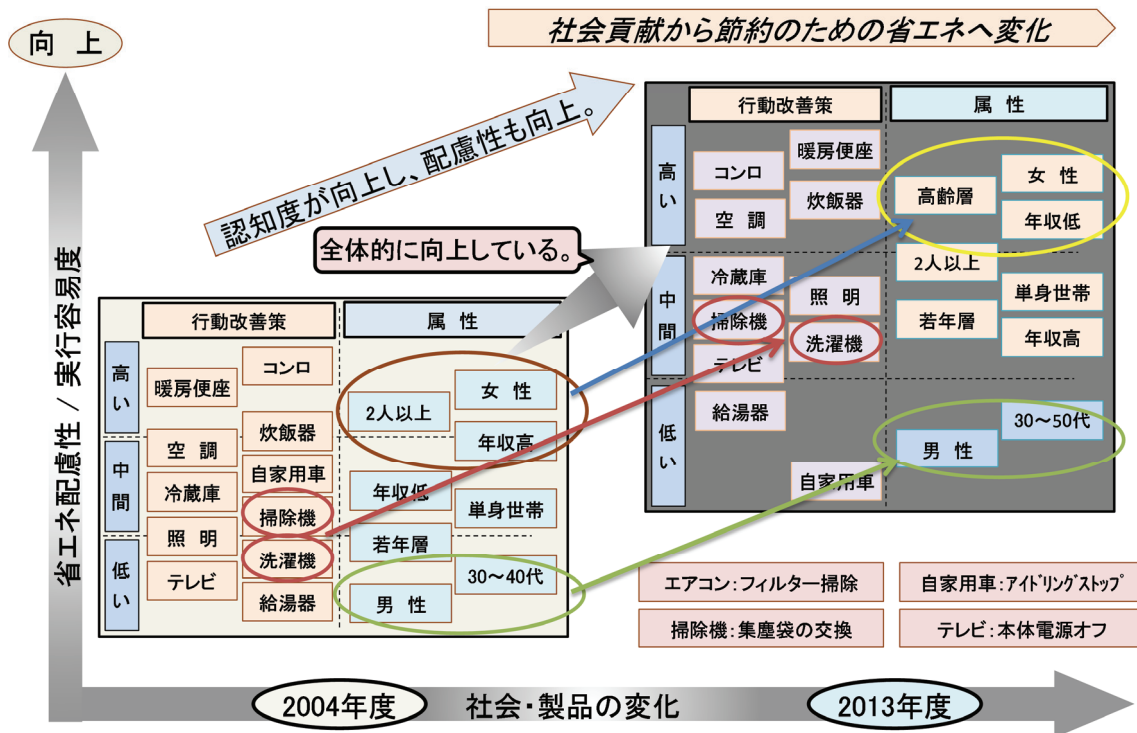 社会貢献から節約のための省エネへ変化
向 上
省エネ配慮性 / 実行容易度
認知度が向上し、配慮性も向上。
全体的に向上している。
行動改善策
属 性
高い
中間
低い
コンロ
暖房便座
2人以上
女 性
炊飯器
年収高
空 調
自家用車
冷蔵庫
年収低
掃除機
単身世帯
照 明
若年層
洗濯機
30～40代
テレビ
男 性
給湯器
行動改善策
属 性
高い
中間
低い
暖房便座
コンロ
女 性
高齢層
炊飯器
空 調
年収低
2人以上
冷蔵庫
照 明
単身世帯
掃除機
若年層
洗濯機
年収高
テレビ
給湯器
30～50代
男 性
自家用車
エアコン：フィルター掃除
自家用車：アイドリングストップ
掃除機：集塵袋の交換
テレビ：本体電源オフ
2004年度
社会・製品の変化
2013年度